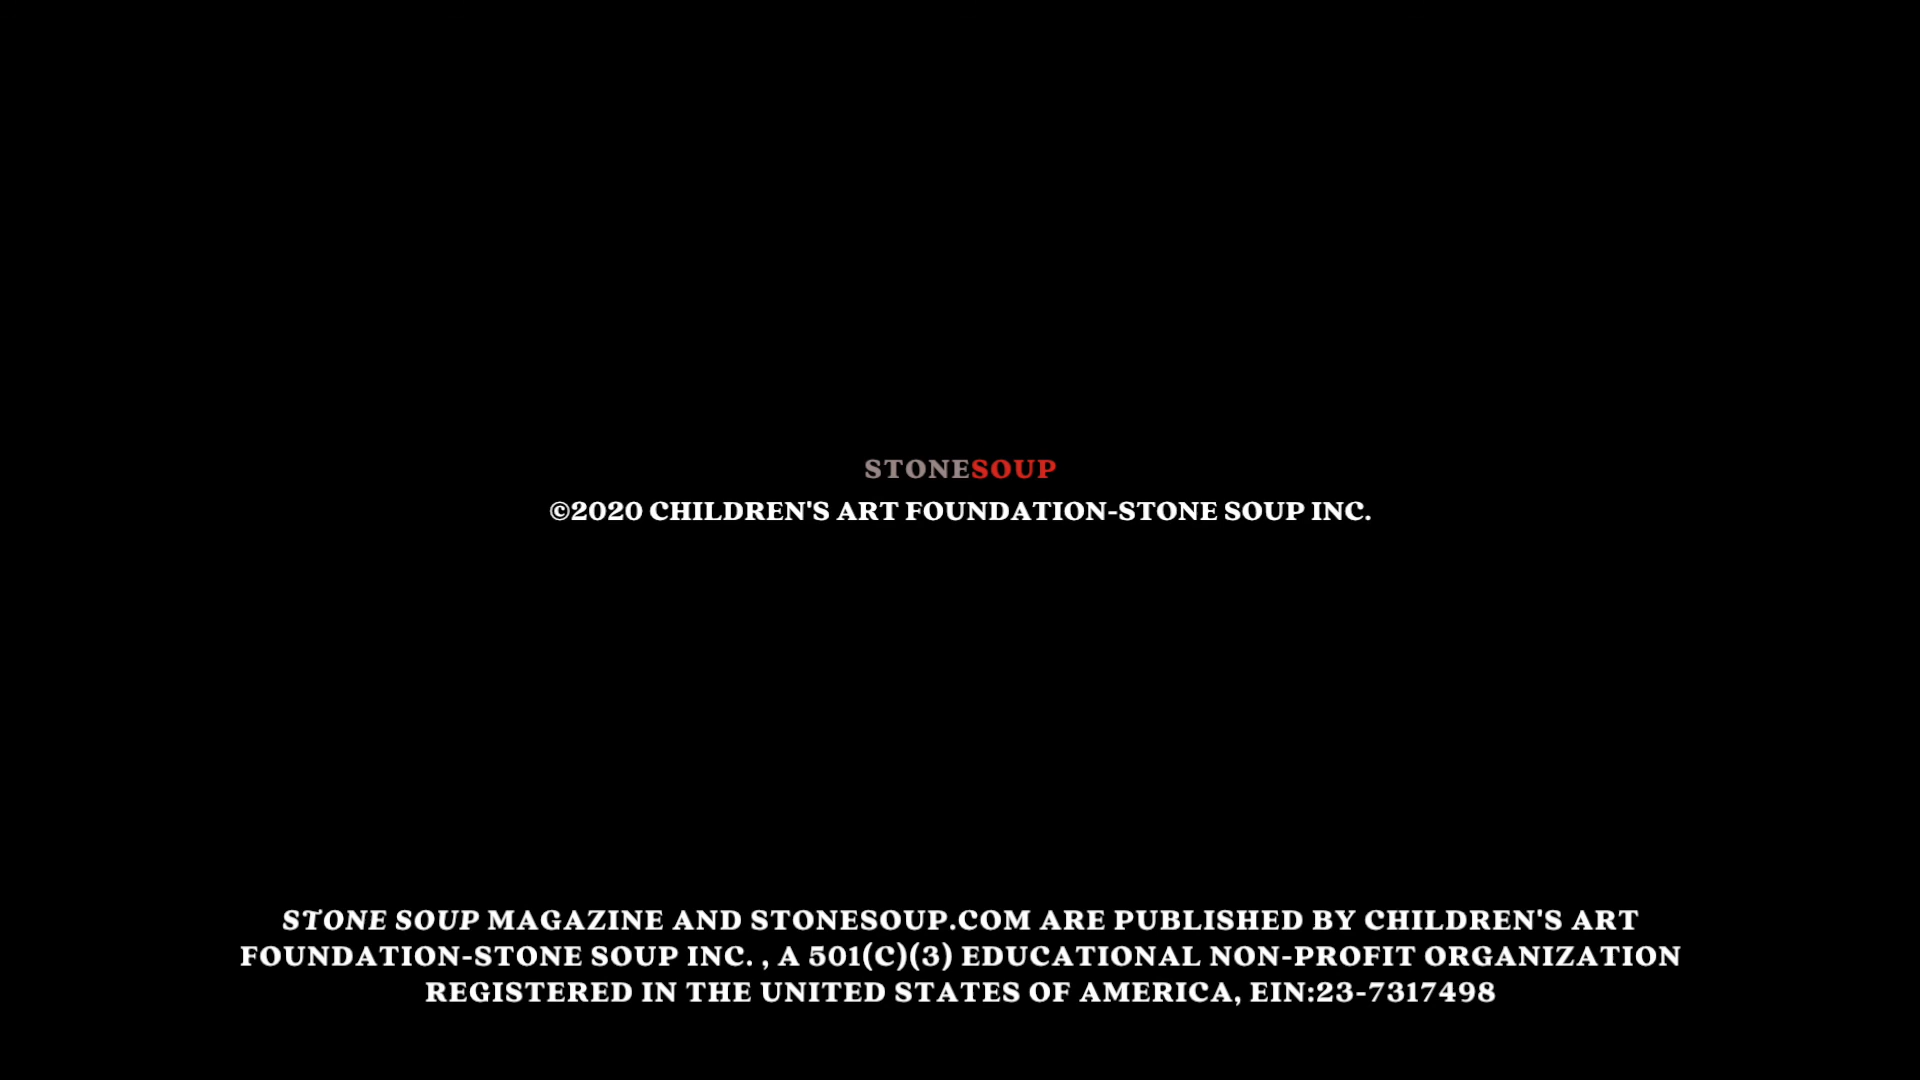 STONESOUP
©2020 CHILDREN'S ART FOUNDATION-STONE SOUP INC.
STONE SOUP MAGAZINE AND STONESOUP.COM ARE PUBLISHED BY CHILDREN'S ART
FOUNDATION-STONE SOUP INC. , A 501(C)(3) EDUCATIONAL NON-PROFIT ORGANIZATION
REGISTERED IN THE UNITED STATES OF AMERICA, EIN:23-7317498